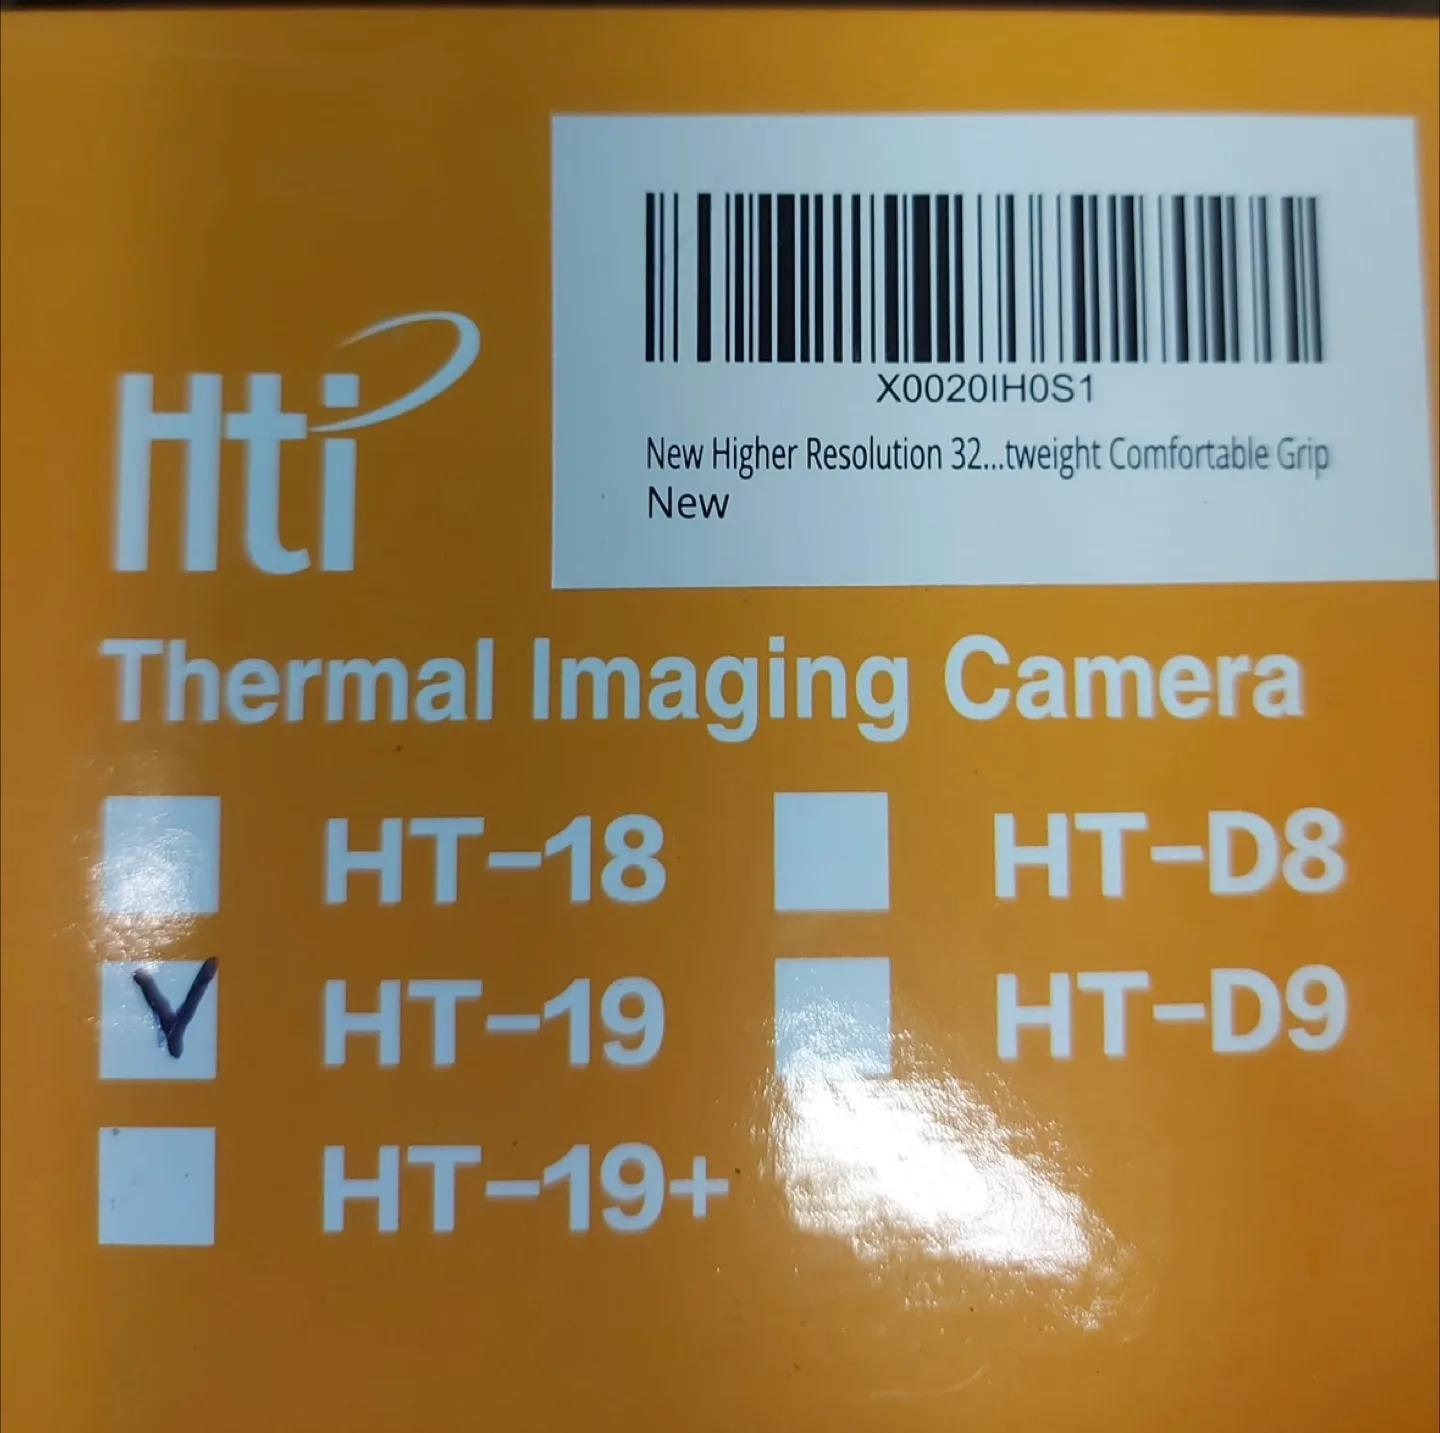 X0020IH0S1
New Higher Resolution 32...tweight Comfortable Grip
New
Hti
Thermal Imaging Camera
HT-18
HT-D8
HT-19
HT-D9
HT-19+